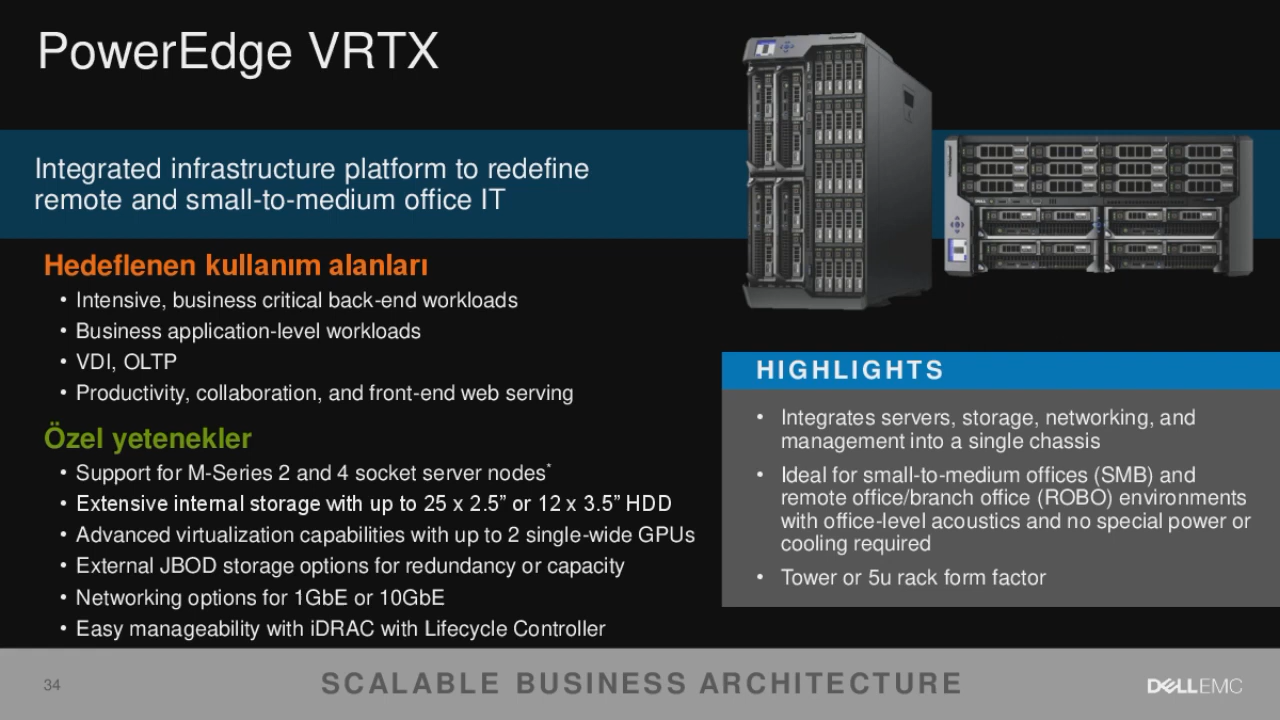 PowerEdge VRTX
Integrated infrastructure platform to redefine
remote and small-to-medium office IT
Hedeflenen kullanım alanları
• Intensive, business critical back-end workloads
• Business application-level workloads
• VDI, OLTP
• Productivity, collaboration, and front-end web serving
Özel yetenekler
• Support for M-Series 2 and 4 socket server nodes*
• Extensive internal storage with up to 25 x 2.5” or 12 x 3.5” HDD
• Advanced virtualization capabilities with up to 2 single-wide GPUs
• External JBOD storage options for redundancy or capacity
• Networking options for 1GbE or 10GbE
• Easy manageability with iDRAC with Lifecycle Controller
HIGHLIGHTS
• Integrates servers, storage, networking, and
management into a single chassis
• Ideal for small-to-medium offices (SMB) and
remote office/branch office (ROBO) environments
with office-level acoustics and no special power or
cooling required
• Tower or 5u rack form factor
34
SCALABLE BUSINESS ARCHITECTURE
DELLEMC